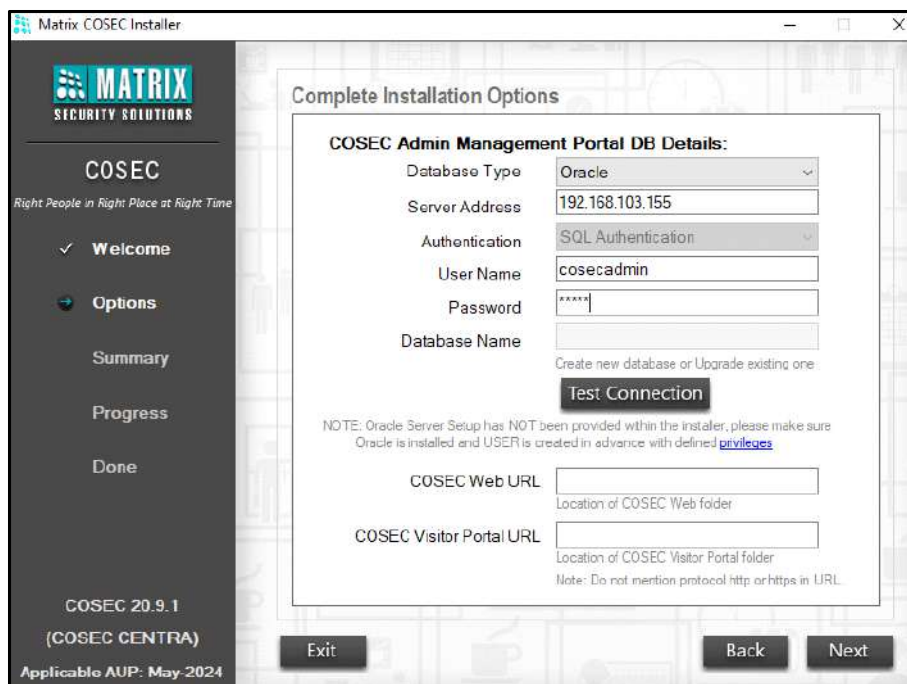 Matrix COSEC Installer
MATRIX
SECURITY SOLUTIONS
COSEC
Right People in Right Place at Right Time
Welcome
Options
Summary
Progress
Done
COSEC 20.9.1
(COSEC CENTRA)
Applicable AUP: May-2024
Complete Installation Options
COSEC Admin Management Portal DB Details:
Database Type Oracle
Server Address 192.168.103.155
Authentication SQL Authentication
User Name cosecadmin
Password *****
Database Name
Create new database or Upgrade existing one
Test Connection
NOTE: Oracle Server Setup has NOT been provided within the installer, please make sure
Oracle is installed and USER is created in advance with defined privileges
COSEC Web URL
Location of COSEC Web folder
COSEC Visitor Portal URL
Location of COSEC Visitor Portal folder
Note: Do not mention protocol http or https in URL.
Exit Back Next